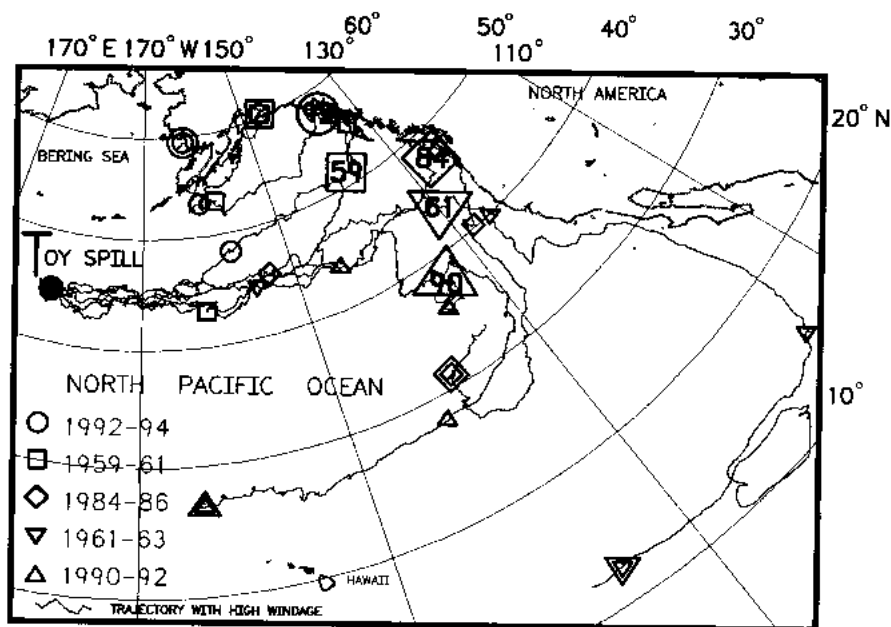 60° 50° 40° 30°
170° E 170° W 150° 130° 110°
NORTH AMERICA
20° N
BERING SEA
59
84
61
TOY SPILL
90
NORTH PACIFIC OCEAN
10°
1992-94
1959-61
1984-86
1961-63
1990-92
HAWAII
TRAJECTORY WITH HIGH WINDAGE